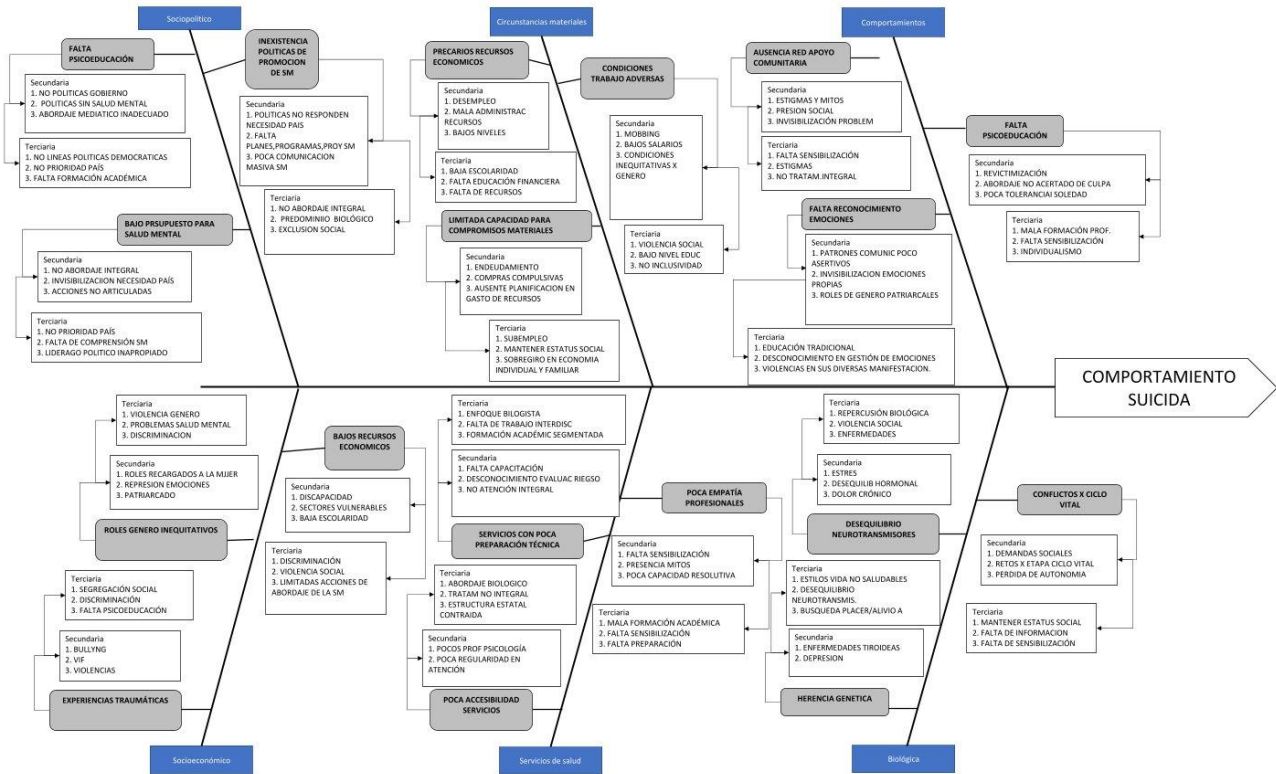 Sociopolítico
FALTA
PSICOEDUCACIÓN
Secundaria
1. NO POLITICAS GOBIERNO
2. POLITICAS SIN SALUD MENTAL
3. ABORDAJE MEDIATICO INADECUADO
Terciaria
1. NO LINEAS POLITICAS DEMOCRATICAS
2. NO PRIORIDAD PAÍS
3. FALTA FORMACIÓN ACADÉMICA
INEXISTENCIA
POLITICAS DE
PROMOCION
DE SM
Secundaria
1. POLITICAS NO RESPONDEN
NECESIDAD PAIS
2. FALTA
PLANES,PROGRAMAS,PROY SM
3. POCA COMUNICACION
MASIVA SM
Terciaria
1. NO ABORDAJE INTEGRAL
2. PREDOMINIIO BIOLÓGICO
3. EXCLUSION SOCIAL
BAJO PRSUPUESTO PARA
SALUD MENTAL
Secundaria
1. NO ABORDAJE INTEGRAL
2. INVISIBILIZACION NECESIDAD PAÍS
3. ACCIONES NO ARTICULADAS
Terciaria
1. NO PRIORIDAD PAÍS
2. FALTA DE COMPRENSIÓN SM
3. LIDERAGO POLITICO INAPROPIADO
Circunstancias materiales
PRECARIOS RECURSOS
ECONOMICOS
Secundaria
1. DESEMPLEO
2. MALA ADMINISTRAC
RECURSOS
3. BAJOS NIVELES
Terciaria
1. BAJA ESCOLARIDAD
2. FALTA EDUCACIÓN FINANCIERA
3. FALTA DE RECURSOS
CONDICIONES
TRABAJO ADVERSAS
Secundaria
1. MOBBING
2. BAJOS SALARIOS
3. CONDICIONES
INEQUITATIVAS X
GENERO
Terciaria
1. VIOLENCIA SOCIAL
2. BAJO NIVEL EDUC
3. NO INCLUSIVIDAD
LIMITADA CAPACIDAD PARA
COMPROMISOS MATERIALES
Secundaria
1. ENDEUDAMIENTO
2. COMPRAS COMPULSIVAS
3. AUSENTE PLANIFICACION EN
GASTO DE RECURSOS
Terciaria
1. SUBEMPLEO
2. MANTENER ESTATUS SOCIAL
3. SOBREGIRO EN ECONOMIA
INDIVIDUAL Y FAMILIAR
Comportamientos
AUSENCIA RED APOYO
COMUNITARIA
Secundaria
1. ESTIGMAS Y MITOS
2. PRESION SOCIAL
3. INVISIBILIZACIÓN PROBLEM
Terciaria
1. FALTA SENSIBILIZACIÓN
2. ESTIGMAS
3. NO TRATAM.INTEGRAL
FALTA
PSICOEDUCACIÓN
Secundaria
1. REVICTIMIZACIÓN
2. ABORDAJE NO ACERTADO DE CULPA
3. POCA TOLERANCIAI SOLEDAD
Terciaria
1. MALA FORMACIÓN PROF.
2. FALTA SENSIBILIZACIÓN
3. INDIVIDUALISMO
FALTA RECONOCIMIENTO
EMOCIONES
Secundaria
1. PATRONES COMUNIC POCO
ASERTIVOS
2. INVISIBILIZACION EMOCIONES
PROPIAS
3. ROLES DE GENERO PATRIARCALES
Terciaria
1. EDUCACIÓN TRADICIONAL
2. DESCONOCIMIENTO EN GESTIÓN DE EMOCIONES
3. VIOLENCIAS EN SUS DIVERSAS MANIFESTACION.
COMPORTAMIENTO
SUICIDA
Terciaria
1. VIOLENCIA GENERO
2. PROBLEMAS SALUD MENTAL
3. DISCRIMINACION
Secundaria
1. ROLES RECARGADOS A LA MJJER
2. REPRESION EMOCIONES
3. PATRIARCADO
ROLES GENERO INEQUITATIVOS
BAJOS RECURSOS
ECONOMICOS
Secundaria
1. DISCAPACIDAD
2. SECTORES VULNERABLES
3. BAJA ESCOLARIDAD
Terciaria
1. DISCRIMINACIÓN
2. VIOLENCIA SOCIAL
3. LIMITADAS ACCIONES DE
ABORDAJE DE LA SM
Terciaria
1. SEGREGACIÓN SOCIAL
2. DISCRIMINACIÓN
3. FALTA PSICOEDUCACIÓN
Secundaria
1. BULLYNG
2. VIF
3. VIOLENCIAS
EXPERIENCIAS TRAUMÁTICAS
Socioeconómico
Terciaria
1. ENFOQUE BILOGISTA
2. FALTA DE TRABAJO INTERDISC
3. FORMACIÓN ACADÉMIC SEGMENTADA
Secundaria
1. FALTA CAPACITACIÓN
2. DESCONOCIMIENTO EVALUAC RIEGSO
3. NO ATENCIÓN INTEGRAL
SERVICIOS CON POCA
PREPARACIÓN TÉCNICA
POCA EMPATÍA
PROFESIONALES
Secundaria
1. FALTA SENSIBILIZACIÓN
2. PRESENCIA MITOS
3. POCA CAPACIDAD RESOLUTIVA
Terciaria
1. MALA FORMACIÓN ACADÉMICA
2. FALTA SENSIBILIZACIÓN
3. FALTA PREPARACIÓN
Terciaria
1. ABORDAJE BIOLOGICO
2. TRATAM NO INTEGRAL
3. ESTRUCTURA ESTATAL
CONTRAIDA
Secundaria
1. POCOS PROF PSICOLOGÍA
2. POCA REGULARIDAD EN
ATENCIÓN
POCA ACCESIBILIDAD
SERVICIOS
Servicios de salud
Terciaria
1. REPERCUSIÓN BIOLÓGICA
2. VIOLENCIA SOCIAL
3. ENFERMEDADES
Secundaria
1. ESTRES
2. DESEQUILIB HORMONAL
3. DOLOR CRÓNICO
DESEQUILIBRIO
NEUROTRANSMISORES
CONFLICTOS X CICLO
VITAL
Secundaria
1. DEMANDAS SOCIALES
2. RETOS X ETAPA CICLO VITAL
3. PERDIDA DE AUTONOMIA
Terciaria
1. MANTENER ESTATUS SOCIAL
2. FALTA DE INFORMACION
3. FALTA DE SENSIBILIZACIÓN
Terciaria
1. ESTILOS VIDA NO SALUDABLES
2. DESEQUILIBRIO
NEUROTRANSMIS.
3. BUSQUEDA PLACER/ALIVIO A
Secundaria
1. ENFERMEDADES TIROIDEAS
2. DEPRESION
HERENCIA GENETICA
Biológica